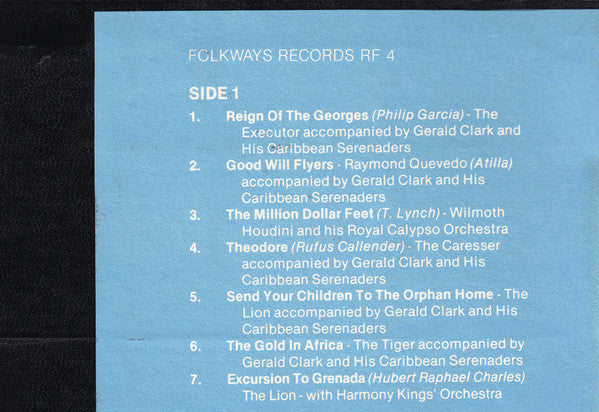 FOLKWAYS RECORDS RF 4
SIDE 1
1. Reign Of The Georges (Philip Garcia) - The
Executor accompanied by Gerald Clark and
His Caribbean Serenaders
2. Good Will Flyers - Raymond Quevedo (Atilla)
accompanied by Gerald Clark and His
Caribbean Serenaders
3. The Million Dollar Feet (T. Lynch) - Wilmoth
Houdini and his Royal Calypso Orchestra
4. Theodore (Rufus Callender) - The Caresser
accompanied by Gerald Clark and His
Caribbean Serenaders
5. Send Your Children To The Orphan Home - The
Lion accompanied by Gerald Clark and His
Caribbean Serenaders
6. The Gold In Africa - The Tiger accompanied by
Gerald Clark and His Caribbean Serenaders
7. Excursion To Grenada (Hubert Raphael Charles)
The Lion - with Harmony Kings' Orchestra